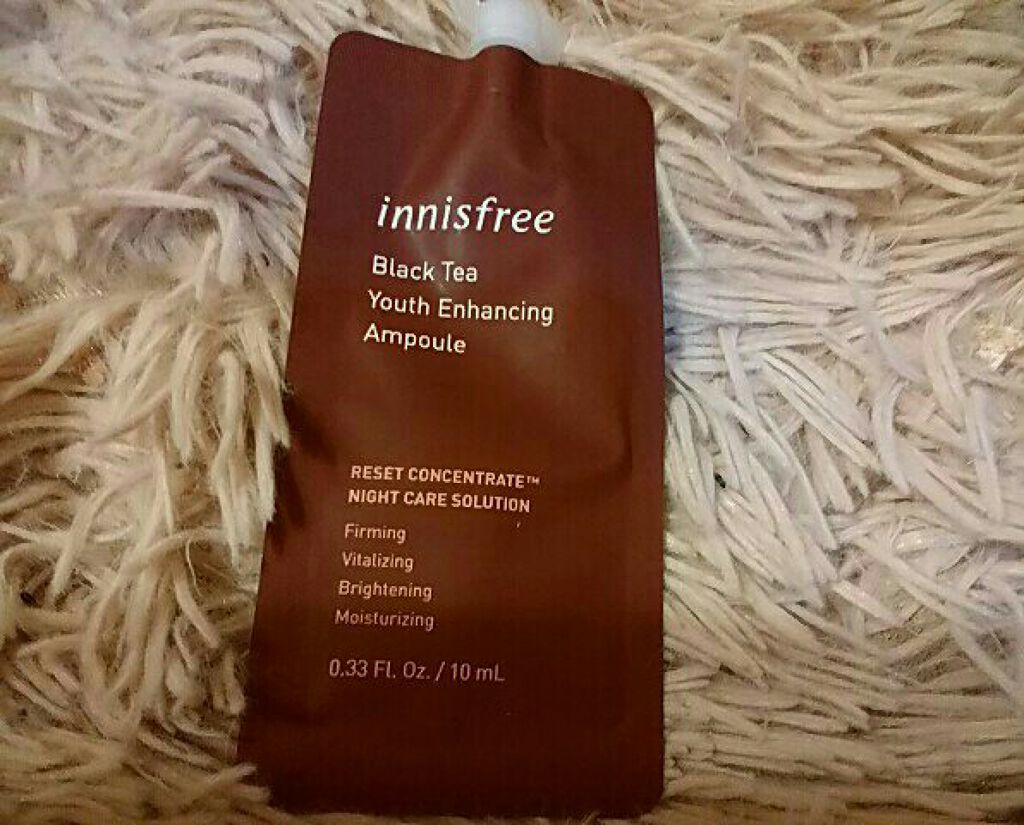 innisfree
Black Tea
Youth Enhancing
Ampoule
RESET CONCENTRATE™
NIGHT CARE SOLUTION
Firming
Vitalizing
Brightening
Moisturizing
0.33 Fl. Oz. / 10 mL